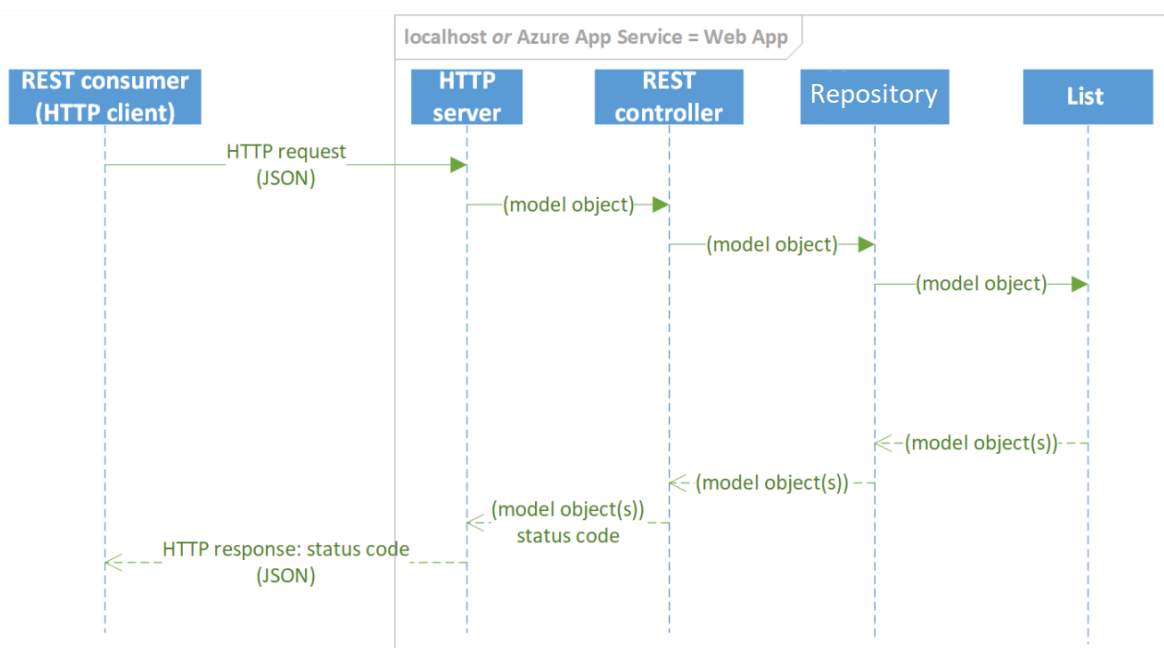 localhost or Azure App Service = Web App
REST consumer
(HTTP client)
HTTP
server
REST
controller
Repository
List
HTTP request
(JSON)
(model object)
(model object)
(model object)
(model object(s))
(model object(s))
(model object(s))
status code
HTTP response: status code
(JSON)